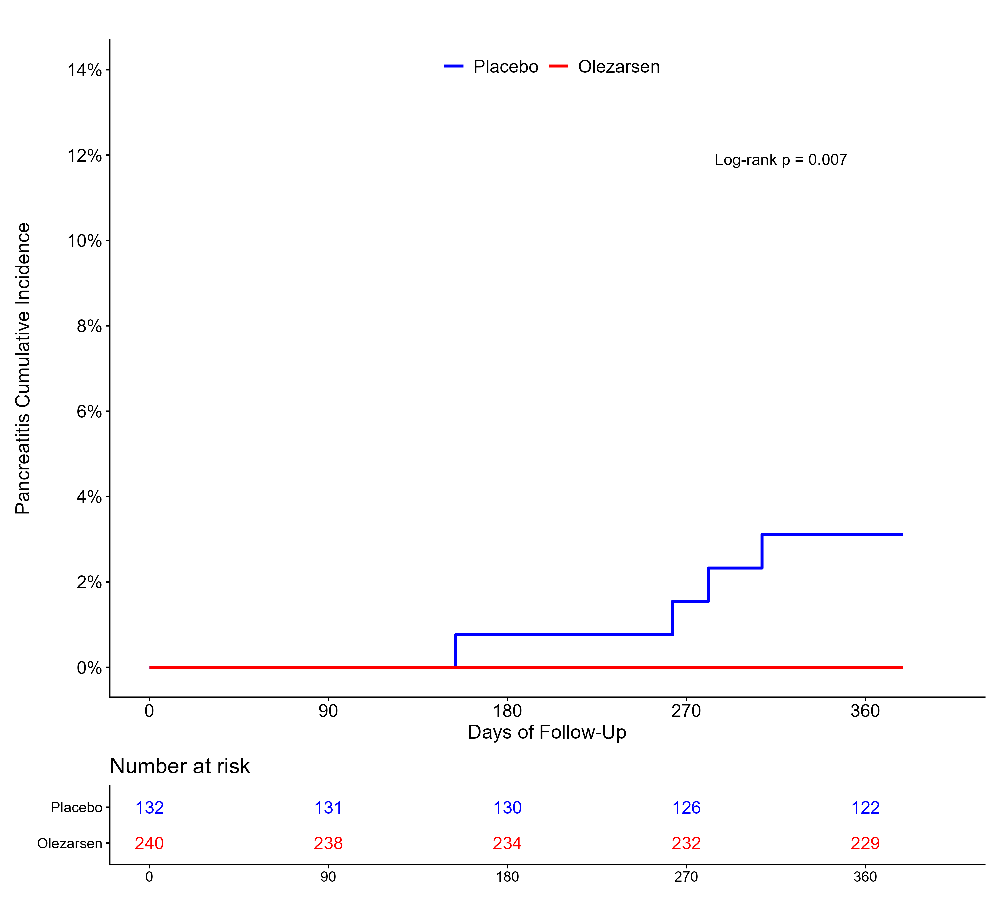 Placebo Olezarsen
14%
12%
Log-rank p = 0.007
10%
8%
6%
4%
2%
0%
Pancreatitis Cumulative Incidence
0 90 180 270 360
Days of Follow-Up
Number at risk
Placebo 132 131 130 126 122
Olezarsen 240 238 234 232 229
0 90 180 270 360